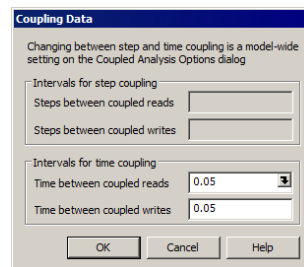 Coupling Data
Changing between step and time coupling is a model-wide
setting on the Coupled Analysis Options dialog
Intervals for step coupling
Steps between coupled reads
Steps between coupled writes
Intervals for time coupling
Time between coupled reads 0.05
Time between coupled writes 0.05
OK Cancel Help